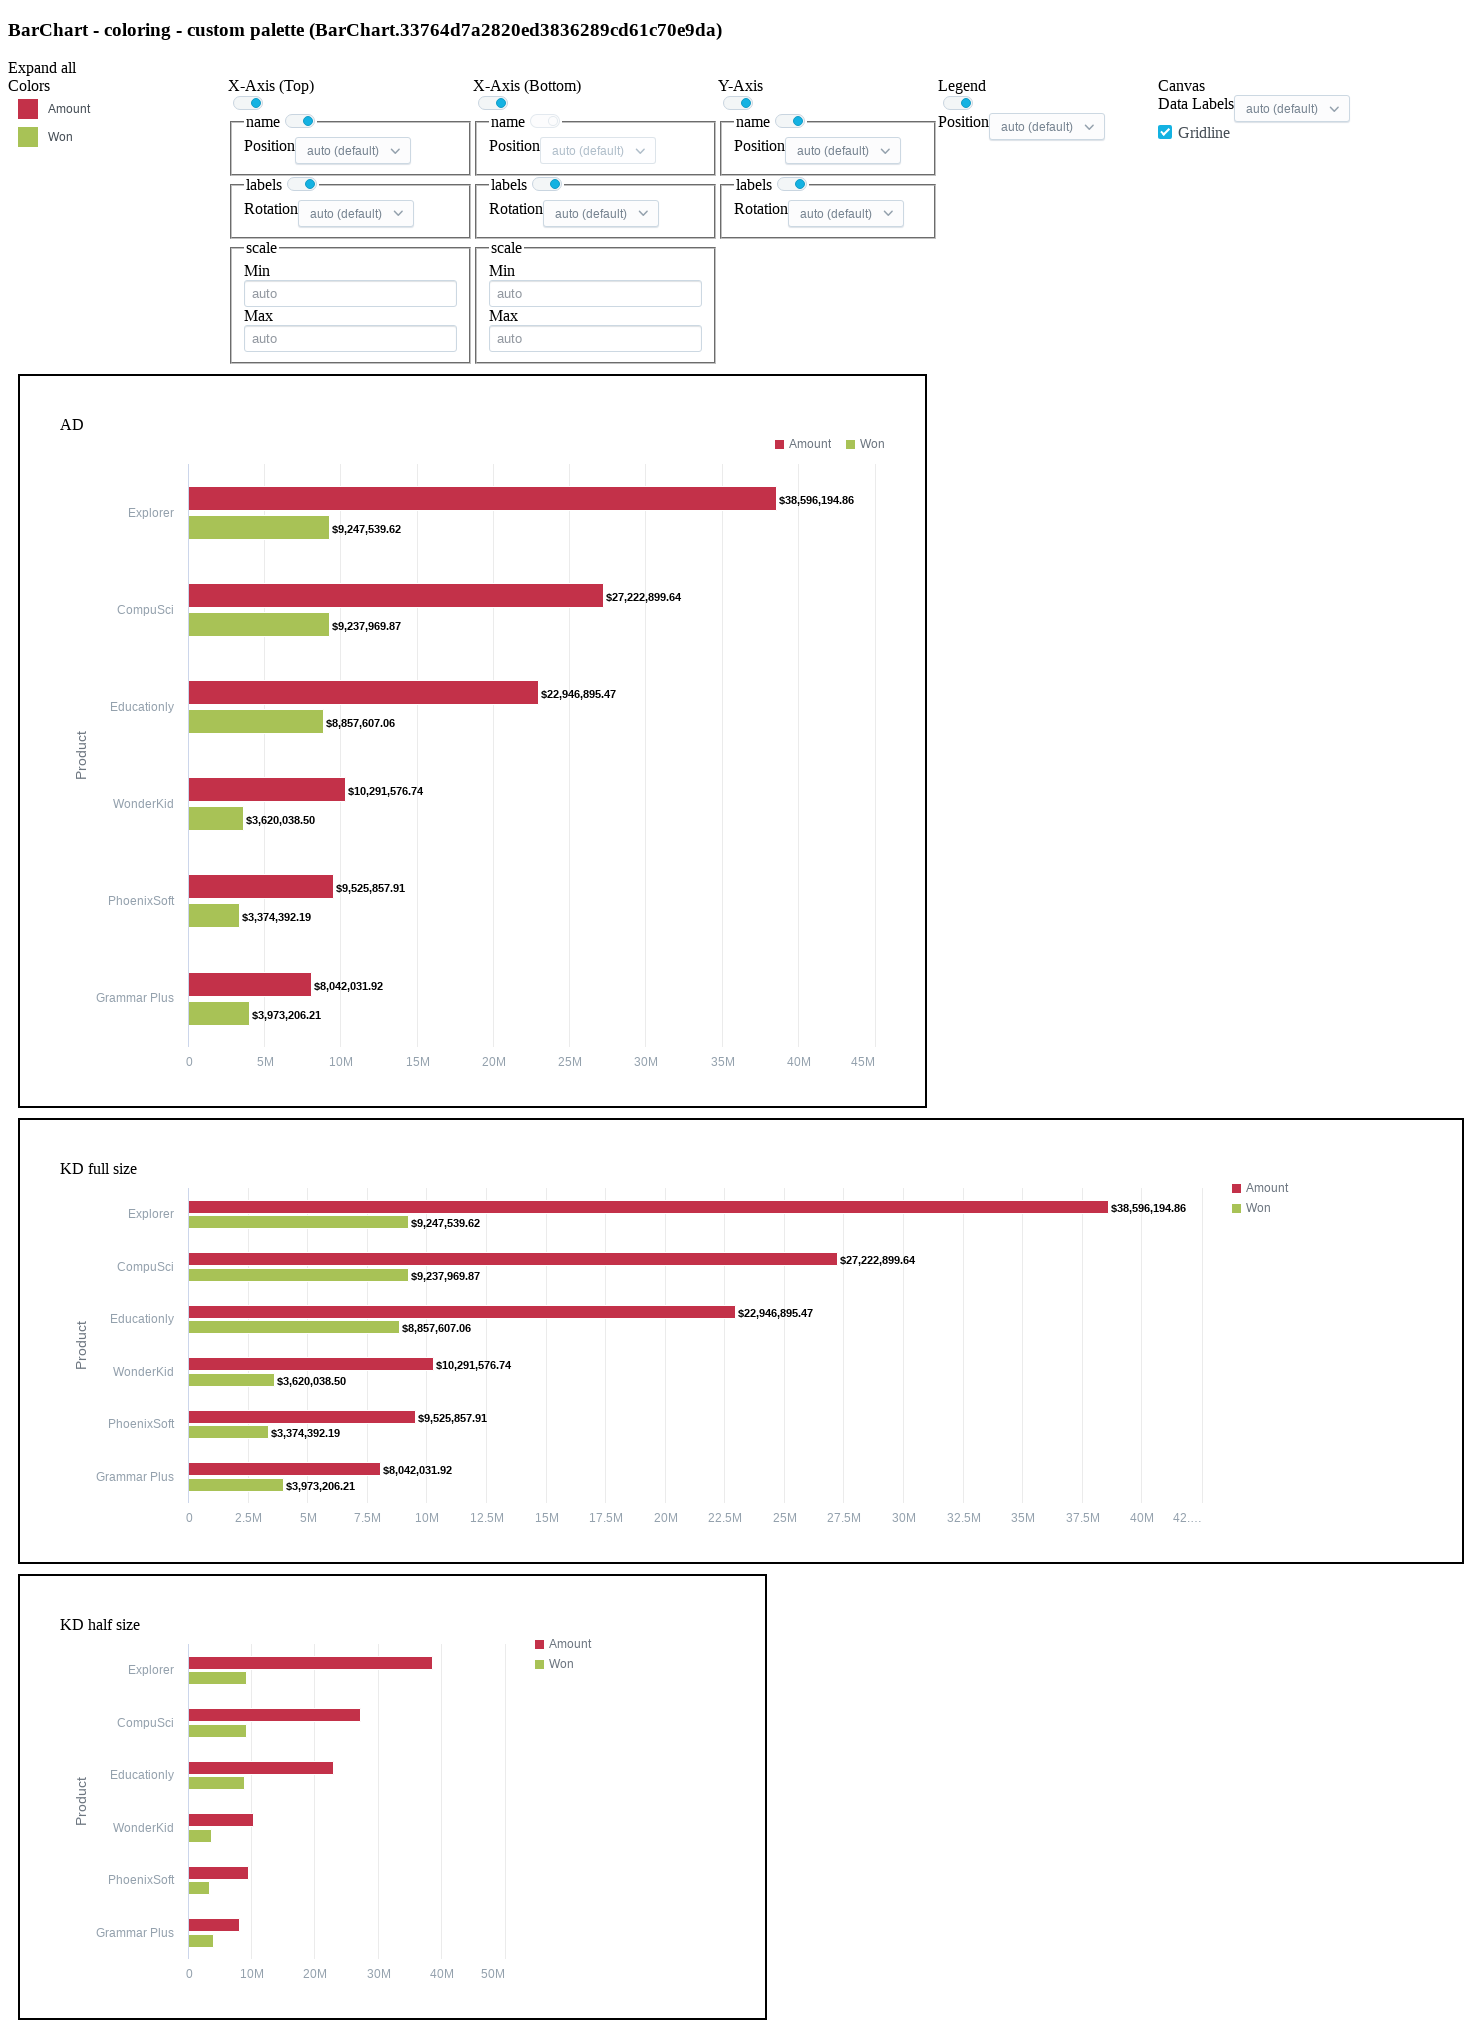 BarChart - coloring - custom palette (BarChart.33764d7a2820ed3836289cd61c70e9da)
Expand all
Colors
Amount
Won
X-Axis (Top)
name
Position auto (default)
labels
Rotation auto (default)
scale
Min
auto
Max
auto
X-Axis (Bottom)
name
Position auto (default)
labels
Rotation auto (default)
scale
Min
auto
Max
auto
Y-Axis
name
Position auto (default)
labels
Rotation auto (default)
Legend
Position auto (default)
Canvas
Data Labels auto (default)
Gridline
AD
Amount Won
Explorer
$38,596,194.86
$9,247,539.62
CompuSci
$27,222,899.64
$9,237,969.87
Educationly
$22,946,895.47
$8,857,607.06
Product
WonderKid
$10,291,576.74
$3,620,038.50
PhoenixSoft
$9,525,857.91
$3,374,392.19
Grammar Plus
$8,042,031.92
$3,973,206.21
0 5M 10M 15M 20M 25M 30M 35M 40M 45M
KD full size
Amount
Won
Explorer
$38,596,194.86
$9,247,539.62
CompuSci
$27,222,899.64
$9,237,969.87
Educationly
$22,946,895.47
$8,857,607.06
Product
WonderKid
$10,291,576.74
$3,620,038.50
PhoenixSoft
$9,525,857.91
$3,374,392.19
Grammar Plus
$8,042,031.92
$3,973,206.21
0 2.5M 5M 7.5M 10M 12.5M 15M 17.5M 20M 22.5M 25M 27.5M 30M 32.5M 35M 37.5M 40M 42.…
KD half size
Amount
Won
Explorer
CompuSci
Educationly
Product
WonderKid
PhoenixSoft
Grammar Plus
0 10M 20M 30M 40M 50M